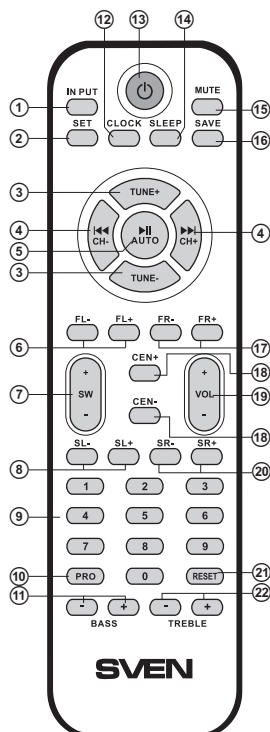 12 13 14
IN PUT MUTE
1 15
SET CLOCK SLEEP SAVE
2 16
3 TUNE+
4 CH- AUTO CH+ 4
5
3 TUNE-
FL- FL+ FR- FR+
6 CEN+ 17
18
+ +
7 SW VOL 19
- CEN- -
18
SL- SL+ SR- SR+
8 20
1 2 3
9 4 5 6
7 8 9
10 PRO 0 RESET 21
11 - + - + 22
BASS TREBLE
SVEN